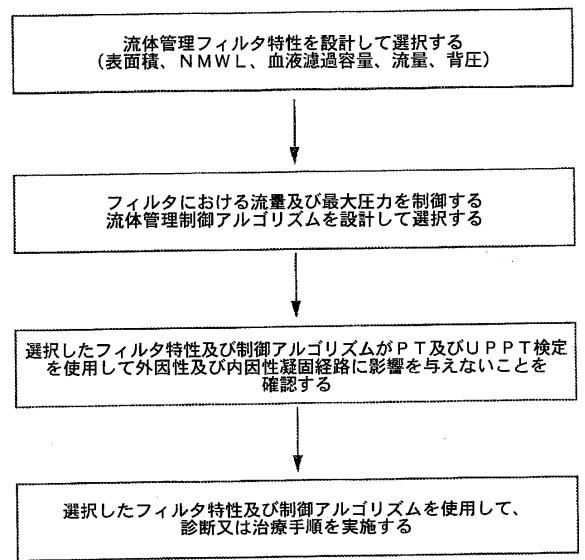 流体管理フィルタ特性を設計して選択する
(表面積、NMWL、血液濾過容量、流量、背圧)
フィルタにおける流量及び最大圧力を制御する
流体管理制御アルゴリズムを設計して選択する
選択したフィルタ特性及び制御アルゴリズムがPT及びUPPT検定
を使用して外因性及び内因性凝固経路に影響を与えないことを
確認する
選択したフィルタ特性及び制御アルゴリズムを使用して、
診断又は治療手順を実施する